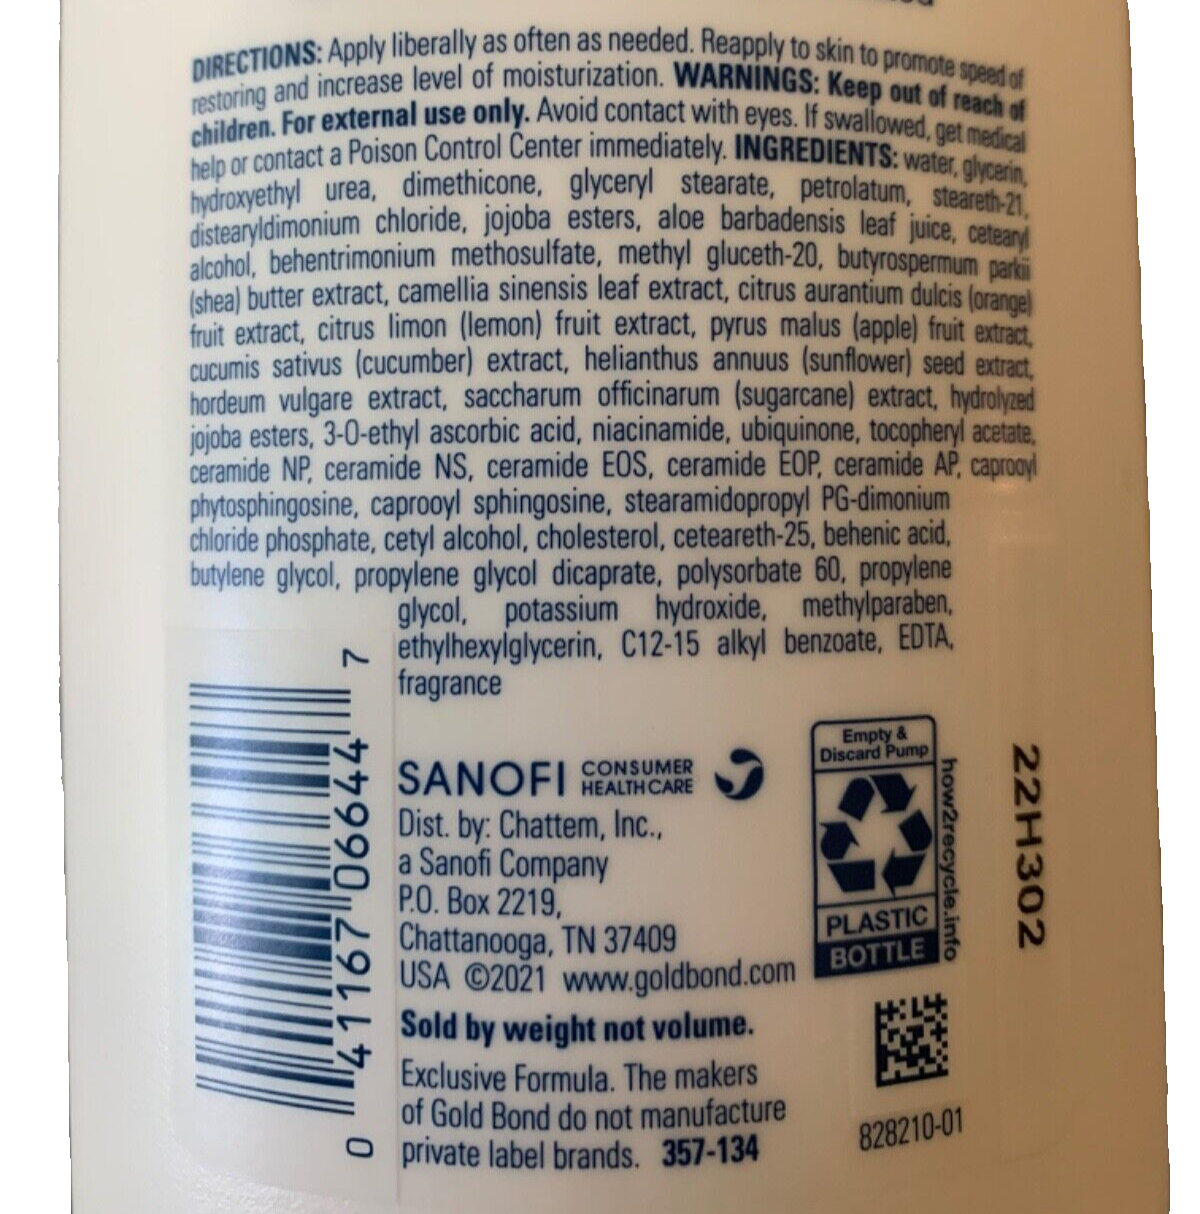 DIRECTIONS: Apply liberally as often as needed. Reapply to skin to promote speed of
restoring and increase level of moisturization. WARNINGS: Keep out of reach of
children. For external use only. Avoid contact with eyes. If swallowed, get medical
help or contact a Poison Control Center immediately. INGREDIENTS: water, glycerin,
hydroxyethyl urea, dimethicone, glyceryl stearate, petrolatum, steareth-21,
distearyldimonium chloride, jojoba esters, aloe barbadensis leaf juice, cetearyl
alcohol, behentrimonium methosulfate, methyl gluceth-20, butyrospermum parkii
(shea) butter extract, camellia sinensis leaf extract, citrus aurantium dulcis (orange)
fruit extract, citrus limon (lemon) fruit extract, pyrus malus (apple) fruit extract,
cucumis sativus (cucumber) extract, helianthus annuus (sunflower) seed extract,
hordeum vulgare extract, saccharum officinarum (sugarcane) extract, hydrolyzed
jojoba esters, 3-O-ethyl ascorbic acid, niacinamide, ubiquinone, tocopheryl acetate,
ceramide NP, ceramide NS, ceramide EOS, ceramide EOP, ceramide AP, caprooyl
phytosphingosine, caprooyl sphingosine, stearamidopropyl PG-dimonium
chloride phosphate, cetyl alcohol, cholesterol, ceteareth-25, behenic acid,
butylene glycol, propylene glycol dicaprate, polysorbate 60, propylene
glycol, potassium hydroxide, methylparaben,
ethylhexylglycerin, C12-15 alkyl benzoate, EDTA,
fragrance
0 41167 06644 7
SANOFI CONSUMER
HEALTHCARE
Dist. by: Chattem, Inc.,
a Sanofi Company
P.O. Box 2219,
Chattanooga, TN 37409
USA ©2021 www.goldbond.com
Sold by weight not volume.
Exclusive Formula. The makers
of Gold Bond do not manufacture
private label brands. 357-134
Empty &
Discard Pump
PLASTIC
BOTTLE
how2recycle.info
22H302
828210-01